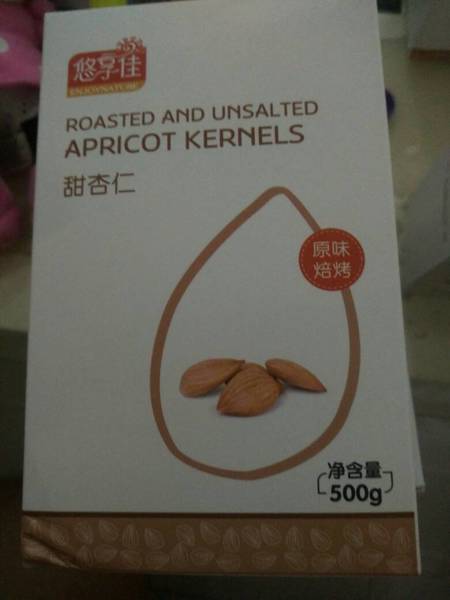 悠享佳
ENJOYNATURE
ROASTED AND UNSALTED
APRICOT KERNELS
甜杏仁
原味
焙烤
净含量
500g